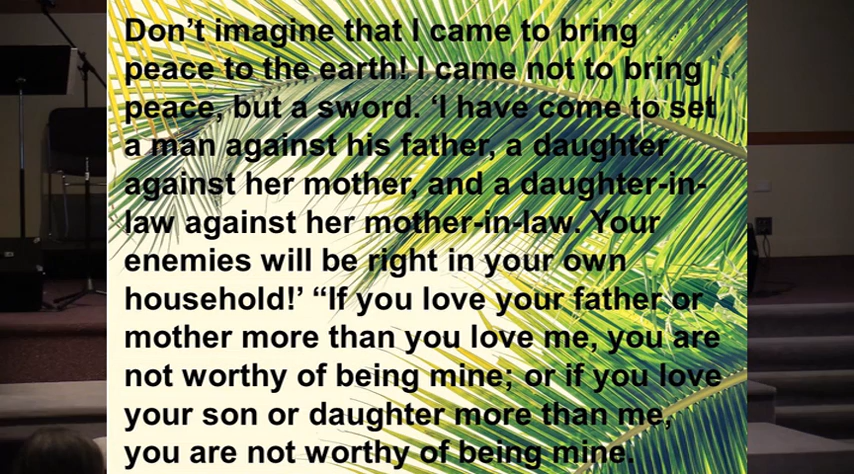 Don’t imagine that I came to bring
peace to the earth! I came not to bring
peace, but a sword. ‘I have come to set
a man against his father, a daughter
against her mother, and a daughter-in-
law against her mother-in-law. Your
enemies will be right in your own
household!’ “If you love your father or
mother more than you love me, you are
not worthy of being mine; or if you love
your son or daughter more than me,
you are not worthy of being mine.